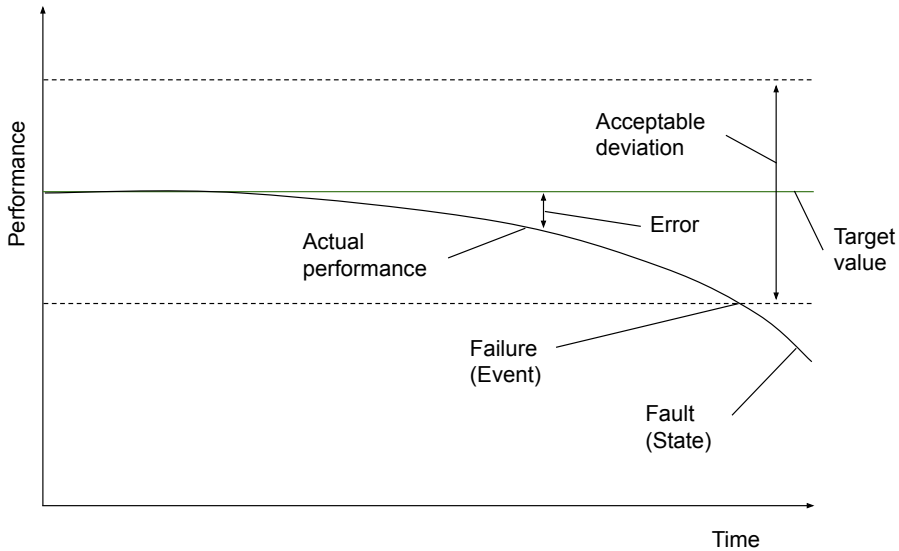 Performance
Acceptable
deviation
Error
Target
value
Actual
performance
Failure
(Event)
Fault
(State)
Time